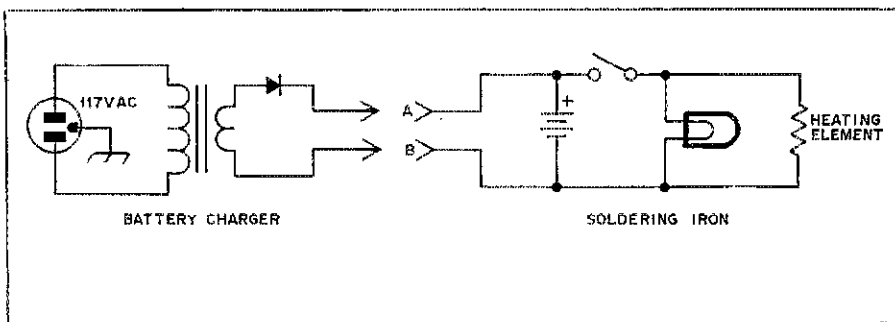 117VAC
A
B
+
HEATING
ELEMENT
BATTERY CHARGER
SOLDERING IRON